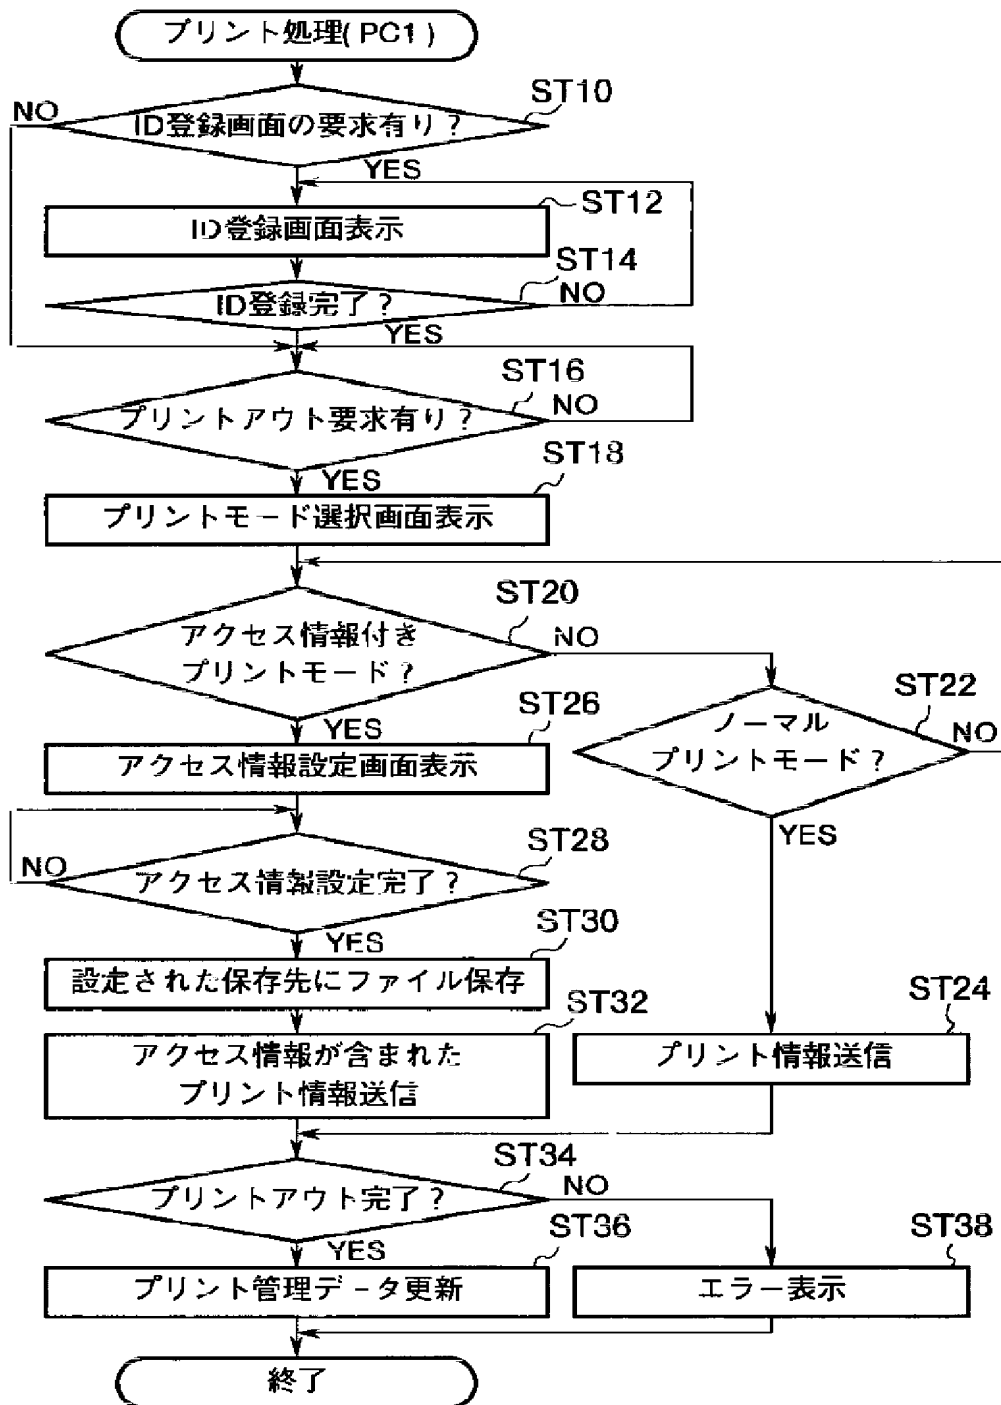 プリント処理(PC1)
ST10
NO
ID登録画面の要求有り？
YES
ST12
ID登録画面表示
ST14
ID登録完了？
NO
YES
ST16
プリントアウト要求有り？
NO
YES
ST18
プリントモード選択画面表示
ST20
アクセス情報付き
プリントモード？
NO
YES
ST22
ノーマル
プリントモード？
NO
YES
ST26
アクセス情報設定画面表示
ST28
NO
アクセス情報設定完了？
YES
ST30
設定された保存先にファイル保存
ST32
アクセス情報が含まれた
プリント情報送信
ST24
プリント情報送信
ST34
プリントアウト完了？
NO
YES
ST36
プリント管理データ更新
ST38
エラー表示
終了